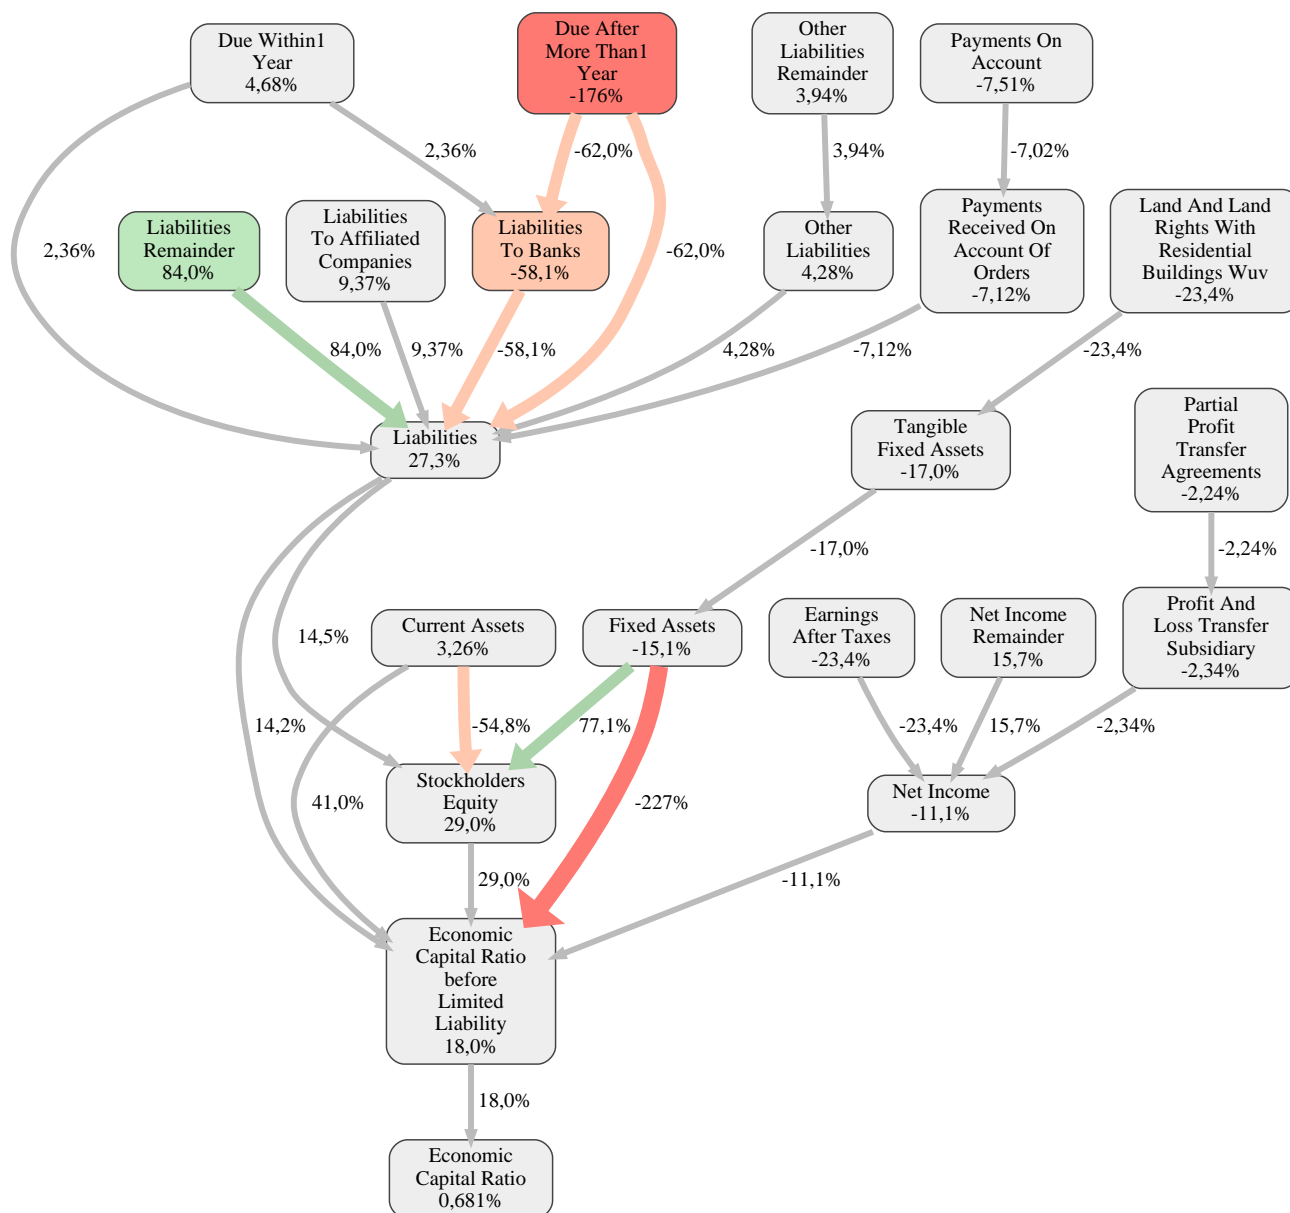 Due Within1
Year
4,68%
Due After
More Than1
Year
-176%
Other
Liabilities
Remainder
3,94%
Payments On
Account
-7,51%
2,36%
-62,0%
3,94%
-7,02%
Liabilities
Remainder
84,0%
Liabilities
To Affiliated
Companies
9,37%
Liabilities
To Banks
-58,1%
Other
Liabilities
4,28%
Payments
Received On
Account Of
Orders
-7,12%
Land And Land
Rights With
Residential
Buildings Wuv
-23,4%
2,36%
-62,0%
84,0%
9,37%
-58,1%
4,28%
-7,12%
-23,4%
Liabilities
27,3%
Tangible
Fixed Assets
-17,0%
Partial
Profit
Transfer
Agreements
-2,24%
-17,0%
-2,24%
14,5%
Current Assets
3,26%
Fixed Assets
-15,1%
Earnings
After Taxes
-23,4%
Net Income
Remainder
15,7%
Profit And
Loss Transfer
Subsidiary
-2,34%
14,2%
-54,8%
77,1%
-23,4%
15,7%
-2,34%
41,0%
Stockholders
Equity
29,0%
-227%
Net Income
-11,1%
29,0%
-11,1%
Economic
Capital Ratio
before
Limited
Liability
18,0%
18,0%
Economic
Capital Ratio
0,681%